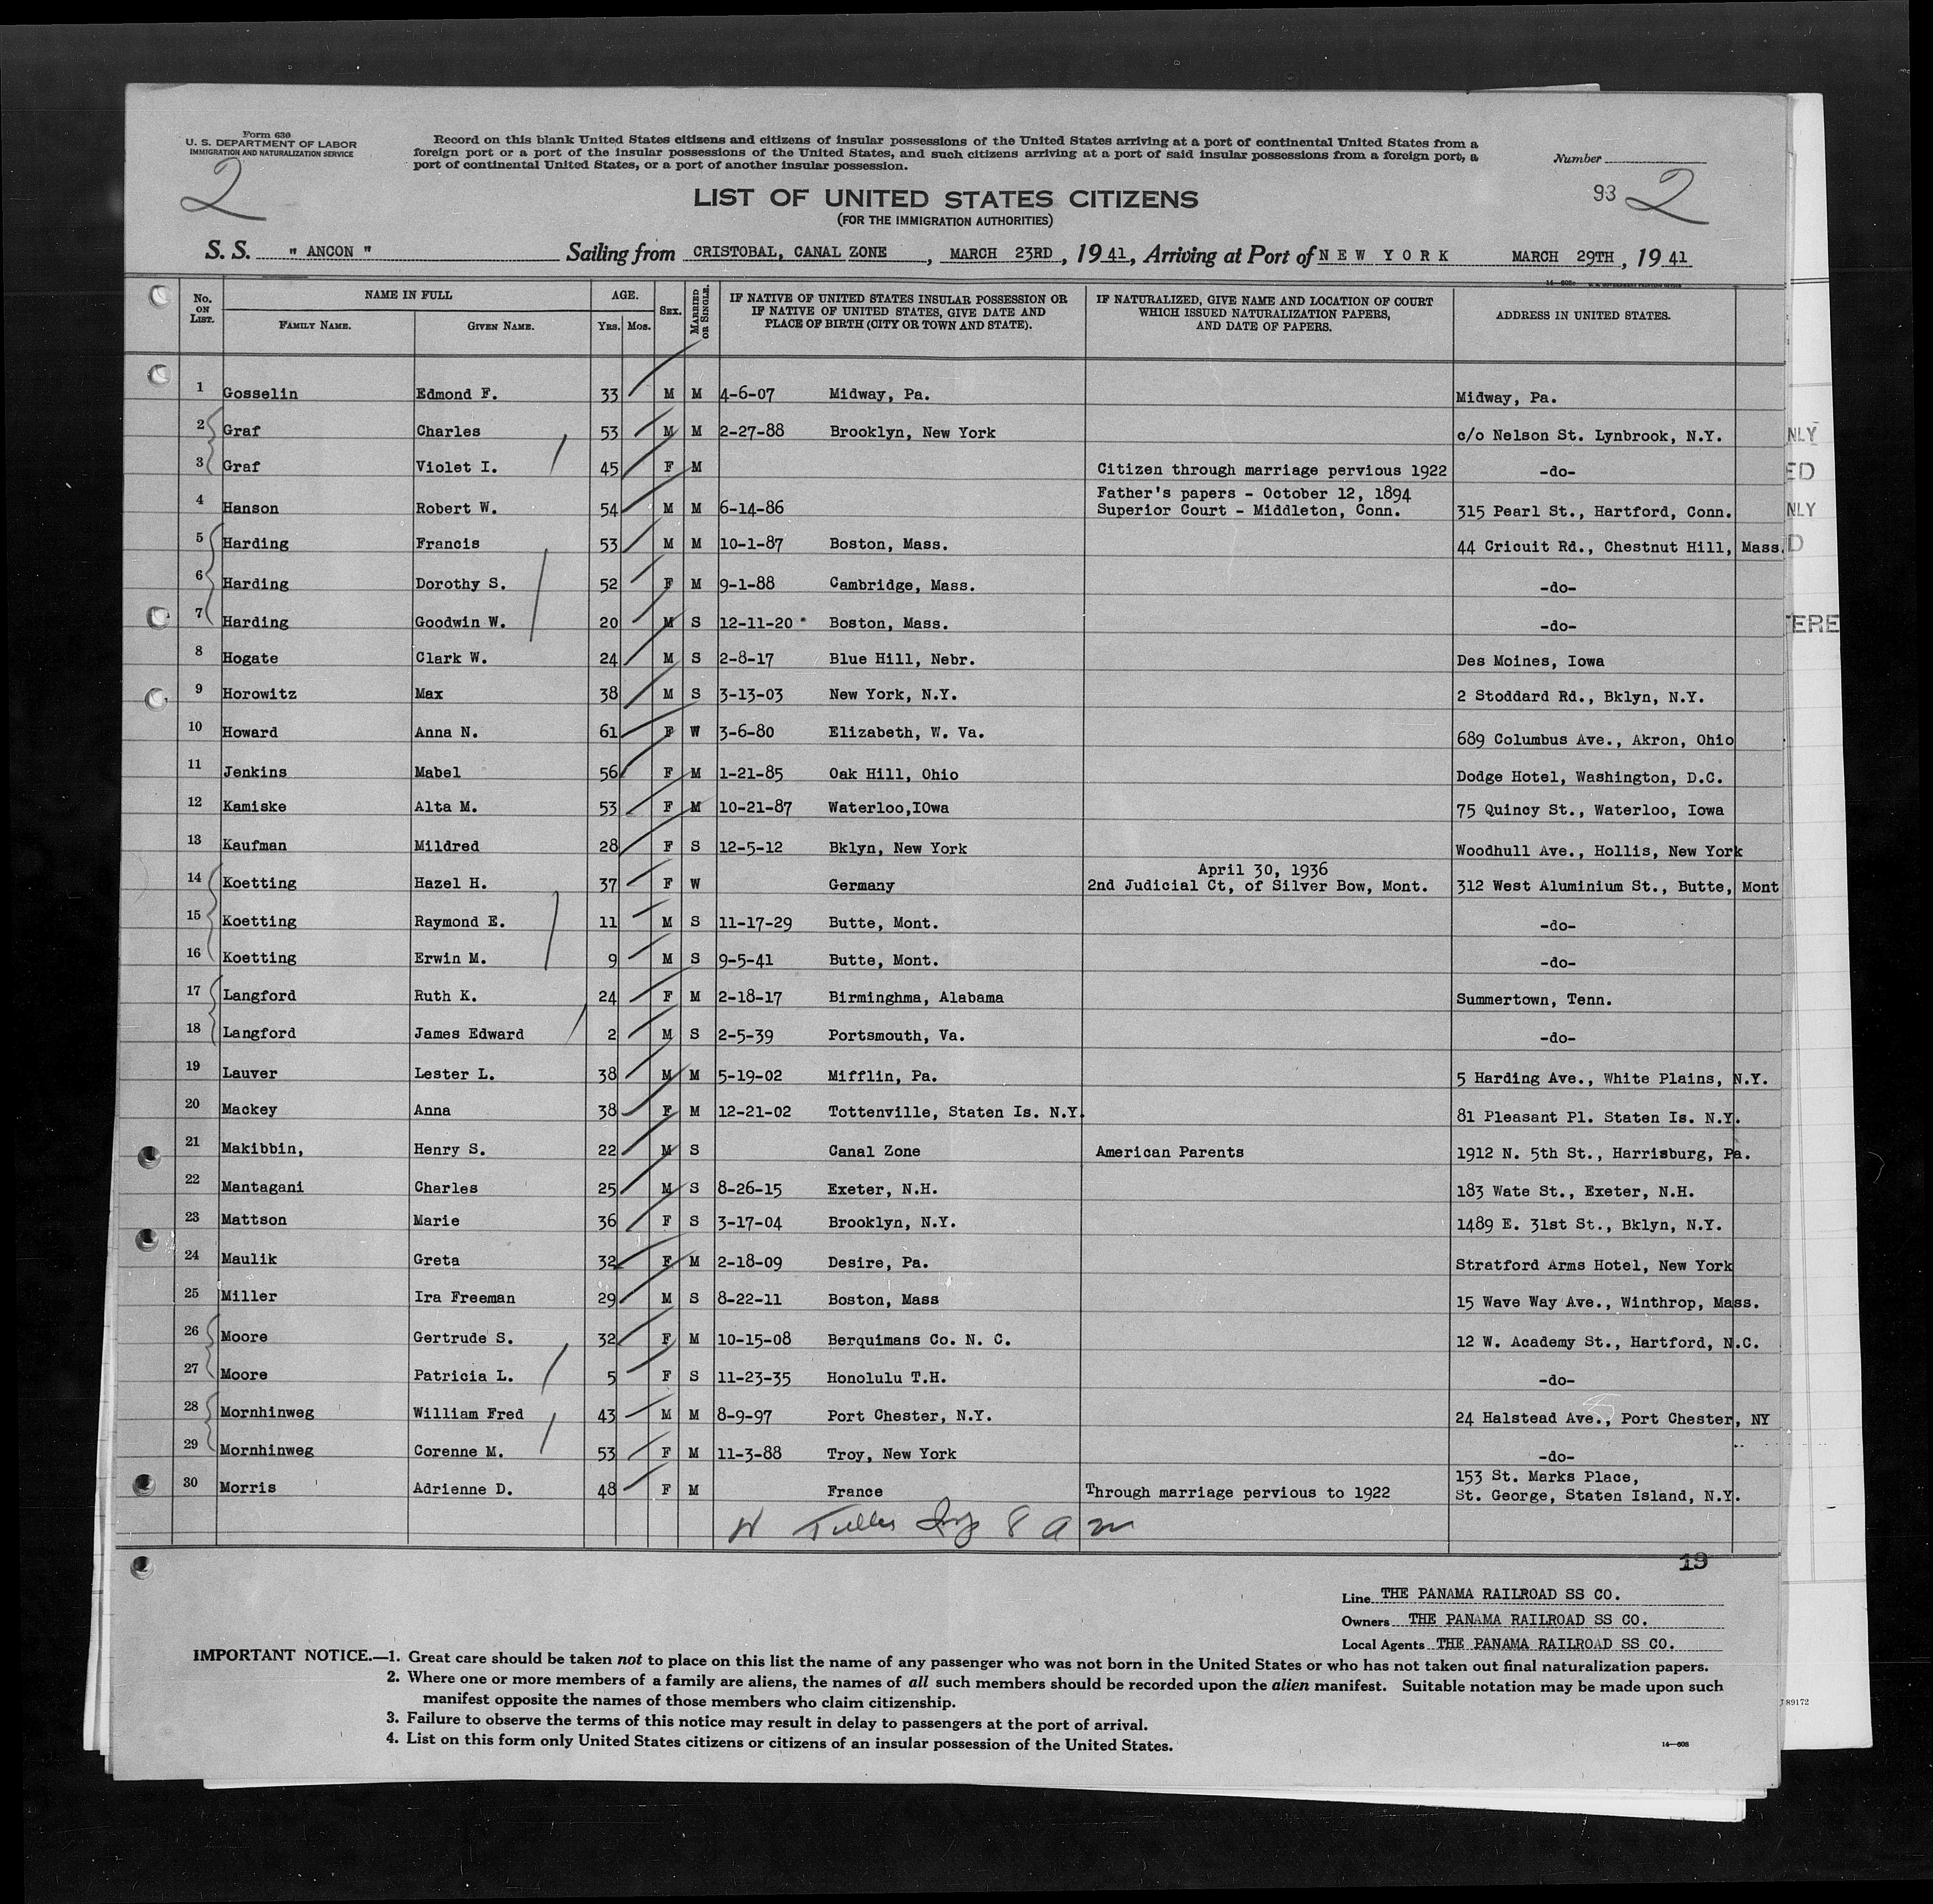 Form 630
U. S. DEPARTMENT OF LABOR
IMMIGRATION AND NATURALIZATION SERVICE
2
Record on this blank United States citizens and citizens of insular possessions of the United States arriving at a port of continental United States from a
foreign port or a port of the insular possessions of the United States, and such citizens arriving at a port of said insular possessions from a foreign port, a
port of continental United States, or a port of another insular possession.
Number
93 2
LIST OF UNITED STATES CITIZENS
(FOR THE IMMIGRATION AUTHORITIES)
S. S. " ANCON " Sailing from CRISTOBAL, CANAL ZONE, MARCH 23RD, 1941, Arriving at Port of NEW YORK MARCH 29TH, 1941
No. ON LIST. NAME IN FULL FAMILY NAME. GIVEN NAME. AGE. YRS. MOS. SEX. MARRIED OR SINGLE. IF NATIVE OF UNITED STATES INSULAR POSSESSION OR IF NATIVE OF UNITED STATES, GIVE DATE AND PLACE OF BIRTH (CITY OR TOWN AND STATE). IF NATURALIZED, GIVE NAME AND LOCATION OF COURT WHICH ISSUED NATURALIZATION PAPERS, AND DATE OF PAPERS. ADDRESS IN UNITED STATES.
1 Gosselin Edmond F. 33 M M 4-6-07 Midway, Pa. Midway, Pa.
2 Graf Charles 53 M M 2-27-88 Brooklyn, New York c/o Nelson St. Lynbrook, N.Y.
3 Graf Violet I. 45 F M Citizen through marriage pervious 1922 -do-
4 Hanson Robert W. 54 M M 6-14-86 Father's papers - October 12, 1894 Superior Court - Middleton, Conn. 315 Pearl St., Hartford, Conn.
5 Harding Francis 53 M M 10-1-87 Boston, Mass. 44 Cricuit Rd., Chestnut Hill, Mass.
6 Harding Dorothy S. 52 F M 9-1-88 Cambridge, Mass. -do-
7 Harding Goodwin W. 20 M S 12-11-20 Boston, Mass. -do-
8 Hogate Clark W. 24 M S 2-8-17 Blue Hill, Nebr. Des Moines, Iowa
9 Horowitz Max 38 M S 3-13-03 New York, N.Y. 2 Stoddard Rd., Bklyn, N.Y.
10 Howard Anna N. 61 F W 3-6-80 Elizabeth, W. Va. 689 Columbus Ave., Akron, Ohio
11 Jenkins Mabel 56 F M 1-21-85 Oak Hill, Ohio Dodge Hotel, Washington, D.C.
12 Kamiske Alta M. 53 F M 10-21-87 Waterloo,IOwa 75 Quincy St., Waterloo, Iowa
13 Kaufman Mildred 28 F S 12-5-12 Bklyn, New York Woodhull Ave., Hollis, New York
14 Koetting Hazel H. 37 F W Germany April 30, 1936 2nd Judicial Ct, of Silver Bow, Mont. 312 West Aluminium St., Butte, Mont
15 Koetting Raymond E. 11 M S 11-17-29 Butte, Mont. -do-
16 Koetting Erwin M. 9 M S 9-5-41 Butte, Mont. -do-
17 Langford Ruth K. 24 F M 2-18-17 Birminghma, Alabama Summertown, Tenn.
18 Langford James Edward 2 M S 2-5-39 Portsmouth, Va. -do-
19 Lauver Lester L. 38 M M 5-19-02 Mifflin, Pa. 5 Harding Ave., White Plains, N.Y.
20 Mackey Anna 38 F M 12-21-02 Tottenville, Staten Is. N.Y. 81 Pleasant Pl. Staten Is. N.Y.
21 Makibbin, Henry S. 22 M S Canal Zone American Parents 1912 N. 5th St., Harrisburg, Pa.
22 Mantagani Charles 25 M S 8-26-15 Exeter, N.H. 183 Wate St., Exeter, N.H.
23 Mattson Marie 36 F S 3-17-04 Brooklyn, N.Y. 1489 E. 31st St., Bklyn, N.Y.
24 Maulik Greta 32 F M 2-18-09 Desire, Pa. Stratford Arms Hotel, New York
25 Miller Ira Freeman 29 M S 8-22-11 Boston, Mass 15 Wave Way Ave., Winthrop, Mass.
26 Moore Gertrude S. 32 F M 10-15-08 Berquimans Co. N. C. 12 W. Academy St., Hartford, N.C.
27 Moore Patricia L. 5 F S 11-23-35 Honolulu T.H. -do-
28 Mornhinweg William Fred 43 M M 8-9-97 Port Chester, N.Y. 24 Halstead Ave., Port Chester, NY
29 Mornhinweg Corenne M. 53 F M 11-3-88 Troy, New York -do-
30 Morris Adrienne D. 48 F M France Through marriage pervious to 1922 153 St. Marks Place, St. George, Staten Island, N.Y.
19
Line THE PANAMA RAILROAD SS CO.
Owners THE PANAMA RAILROAD SS CO.
Local Agents THE PANAMA RAILROAD SS CO.
IMPORTANT NOTICE.—1. Great care should be taken not to place on this list the name of any passenger who was not born in the United States or who has not taken out final naturalization papers.
2. Where one or more members of a family are aliens, the names of all such members should be recorded upon the alien manifest. Suitable notation may be made upon such
manifest opposite the names of those members who claim citizenship.
3. Failure to observe the terms of this notice may result in delay to passengers at the port of arrival.
4. List on this form only United States citizens or citizens of an insular possession of the United States.
14—608